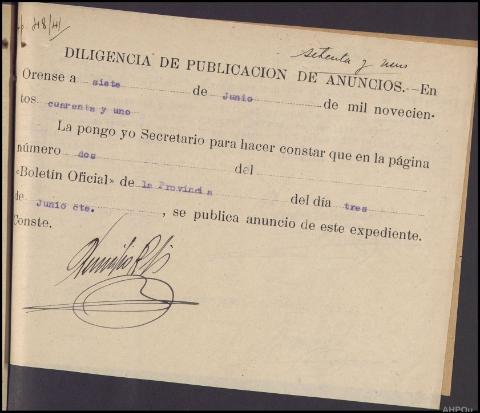 48/41
setenta y
DILIGENCIA DE PUBLICACION DE ANUNCIOS.—En
Orense a siete de Junio de mil novecien-
tos cuarenta y uno
La pongo yo Secretario para hacer constar que en la página
número dos del
«Boletín Oficial» de la Provincia del día tres
de Junio cte. , se publica anuncio de este expediente.
Conste.
AHPOu